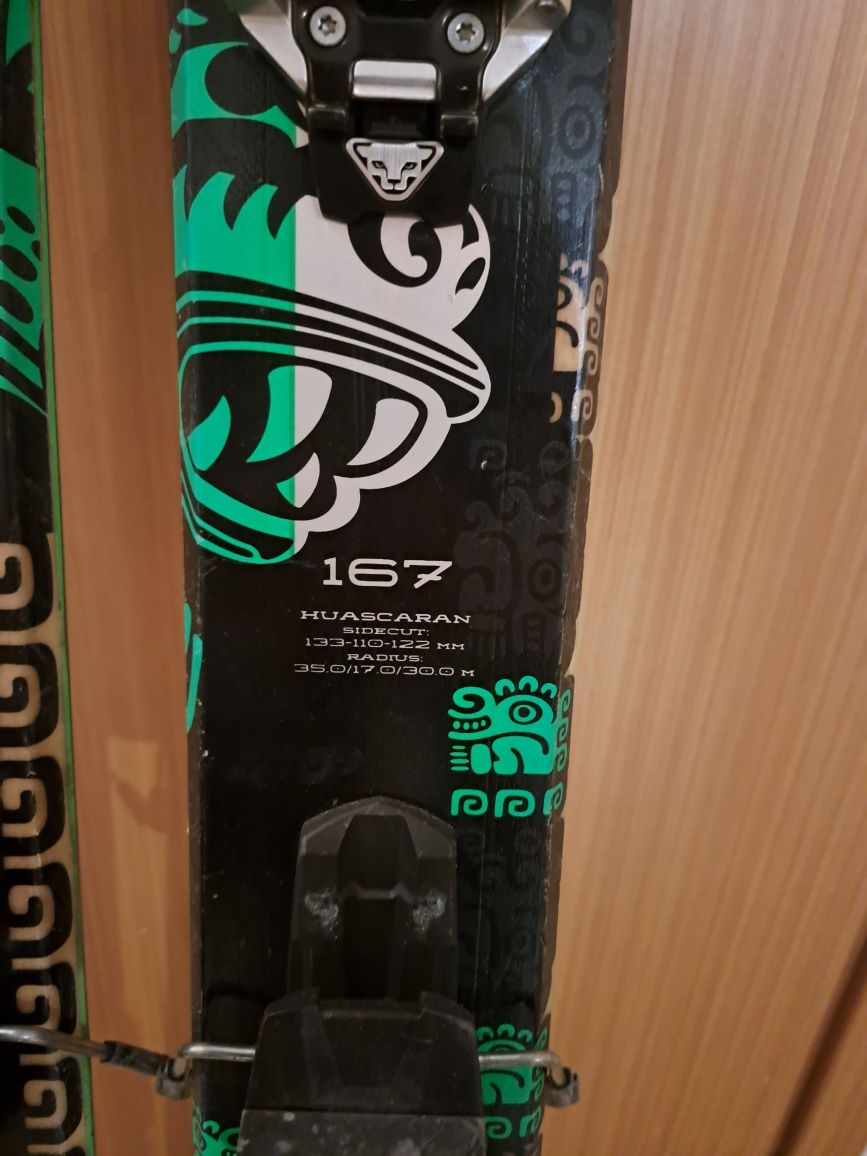 167
HUASCARAN
SIDECUT:
133-110-122 MM
RADIUS:
35.0/17.0/30.0 M